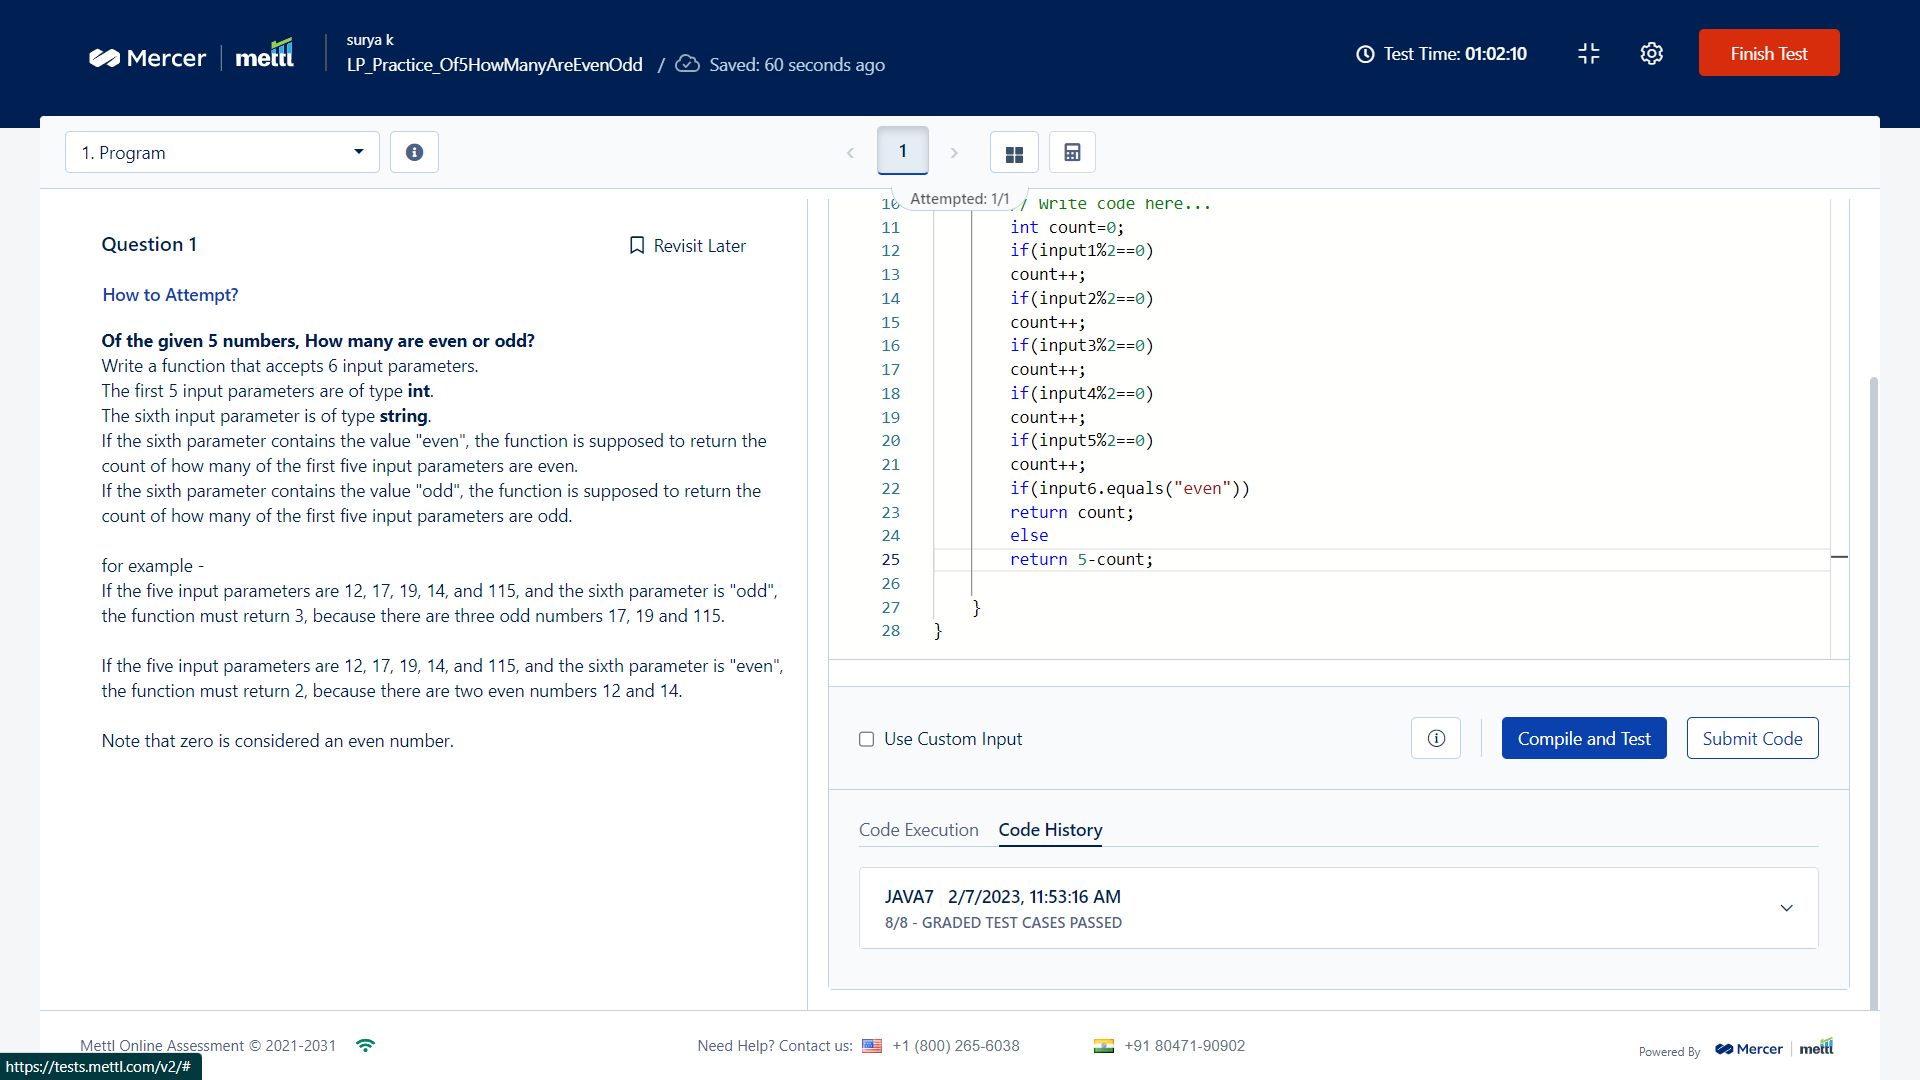 Mercer mettl
surya k
LP_Practice_Of5HowManyAreEvenOdd / Saved: 60 seconds ago
Test Time: 01:02:10
Finish Test
1. Program
1
Attempted: 1/1
Question 1
Revisit Later
How to Attempt?
Of the given 5 numbers, How many are even or odd?
Write a function that accepts 6 input parameters.
The first 5 input parameters are of type int.
The sixth input parameter is of type string.
If the sixth parameter contains the value "even", the function is supposed to return the
count of how many of the first five input parameters are even.
If the sixth parameter contains the value "odd", the function is supposed to return the
count of how many of the first five input parameters are odd.
for example -
If the five input parameters are 12, 17, 19, 14, and 115, and the sixth parameter is "odd",
the function must return 3, because there are three odd numbers 17, 19 and 115.
If the five input parameters are 12, 17, 19, 14, and 115, and the sixth parameter is "even",
the function must return 2, because there are two even numbers 12 and 14.
Note that zero is considered an even number.
10 // Write code here...
11 int count=0;
12 if(input1%2==0)
13 count++;
14 if(input2%2==0)
15 count++;
16 if(input3%2==0)
17 count++;
18 if(input4%2==0)
19 count++;
20 if(input5%2==0)
21 count++;
22 if(input6.equals("even"))
23 return count;
24 else
25 return 5-count;
26
27 }
28 }
Use Custom Input
Compile and Test
Submit Code
Code Execution
Code History
JAVA7 2/7/2023, 11:53:16 AM
8/8 - GRADED TEST CASES PASSED
Mettl Online Assessment © 2021-2031
Need Help? Contact us: +1 (800) 265-6038
+91 80471-90902
Powered By Mercer mettl
https://tests.mettl.com/v2/#